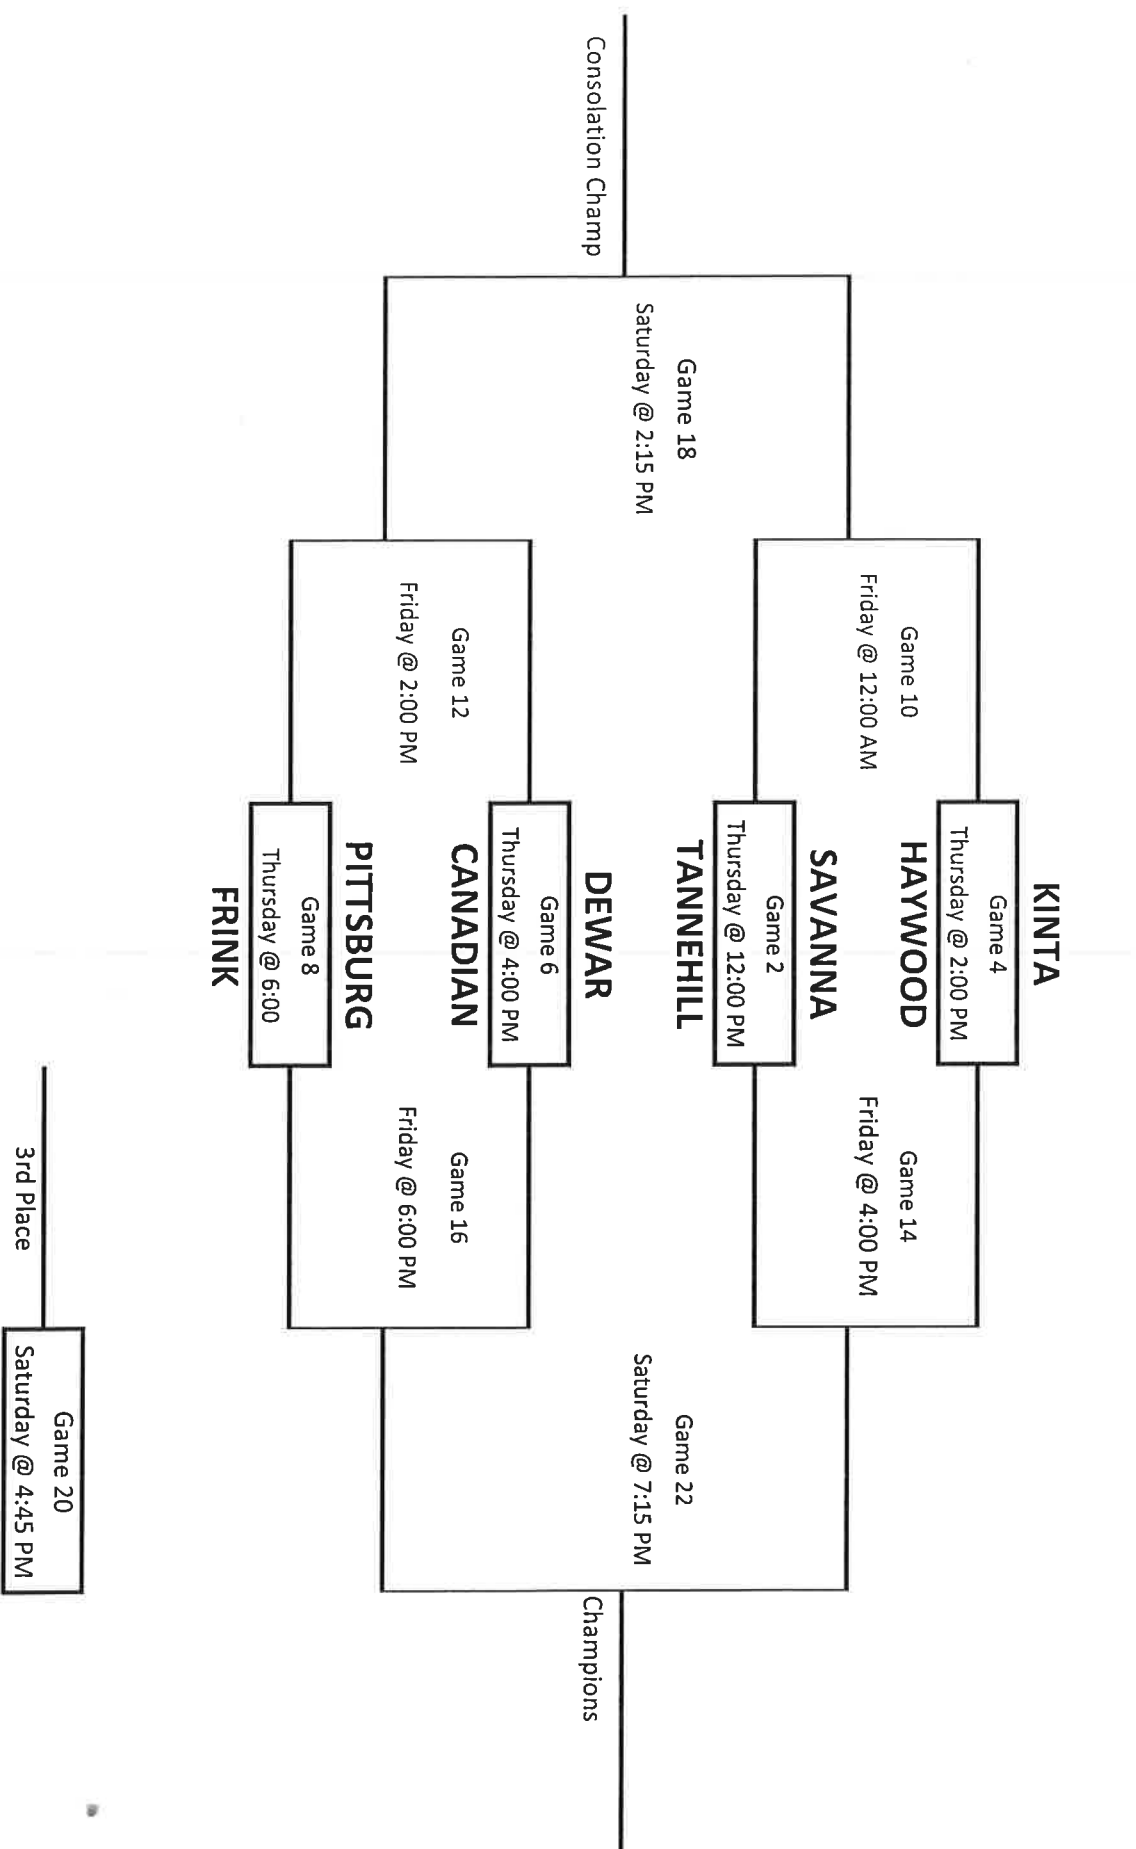 KINTA
Game 4
Thursday @ 2:00 PM
HAYWOOD
Game 10
Friday @ 12:00 AM
Game 14
Friday @ 4:00 PM
SAVANNA
Game 2
Thursday @ 12:00 PM
TANNEHILL
Game 18
Saturday @ 2:15 PM
Game 22
Saturday @ 7:15 PM
Consolation Champ
Champions
DEWAR
Game 6
Thursday @ 4:00 PM
CANADIAN
Game 12
Friday @ 2:00 PM
Game 16
Friday @ 6:00 PM
PITTSBURG
Game 8
Thursday @ 6:00
FRINK
Game 20
Saturday @ 4:45 PM
3rd Place